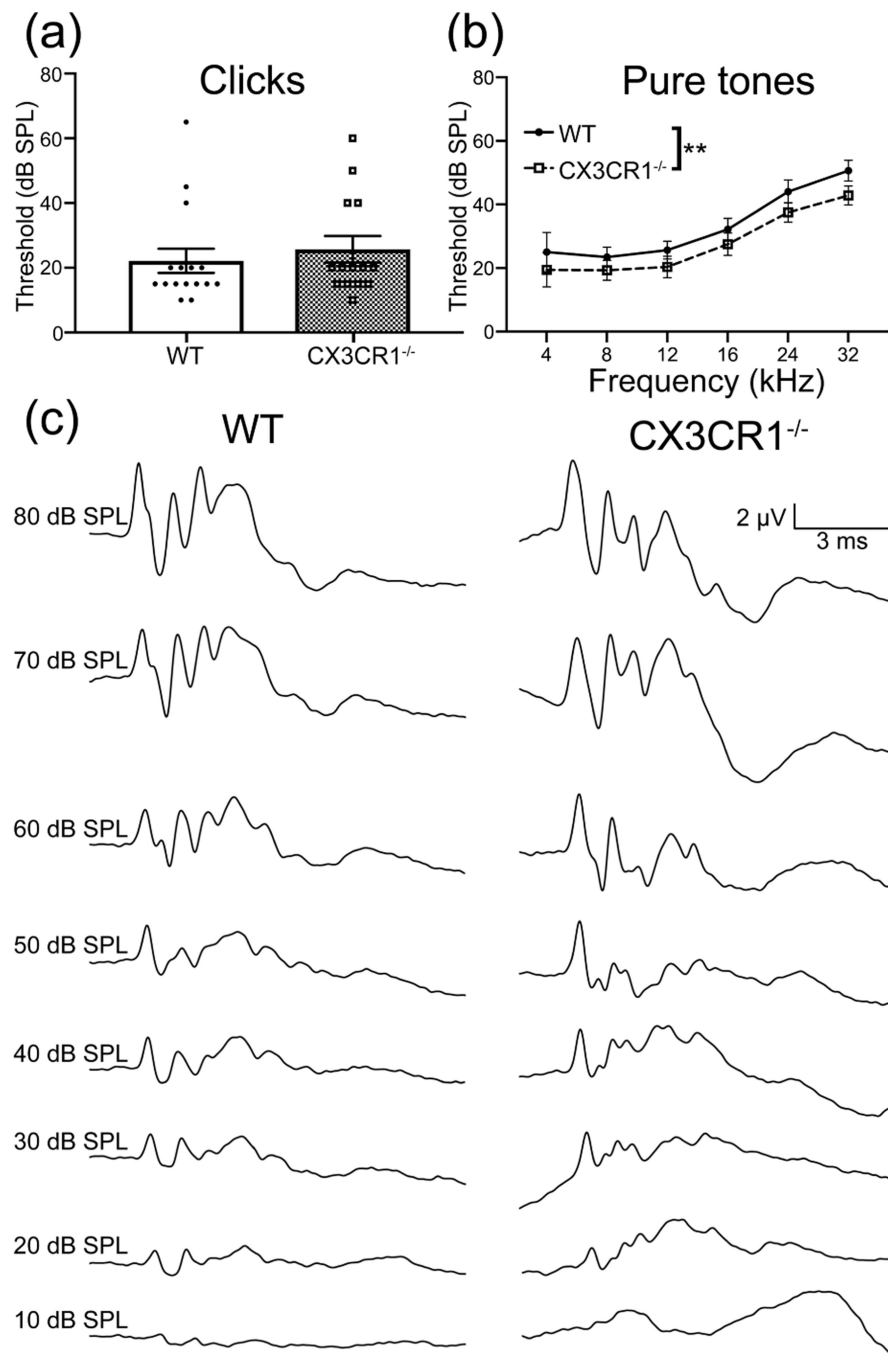 (a)
Clicks
Threshold (dB SPL)
80
60
40
20
0
WT
CX3CR1-/-
(b)
Pure tones
Threshold (dB SPL)
80
60
40
20
0
WT
CX3CR1-/-
**
4 8 12 16 24 32
Frequency (kHz)
(c)
WT
CX3CR1-/-
80 dB SPL
2 µV
3 ms
70 dB SPL
60 dB SPL
50 dB SPL
40 dB SPL
30 dB SPL
20 dB SPL
10 dB SPL